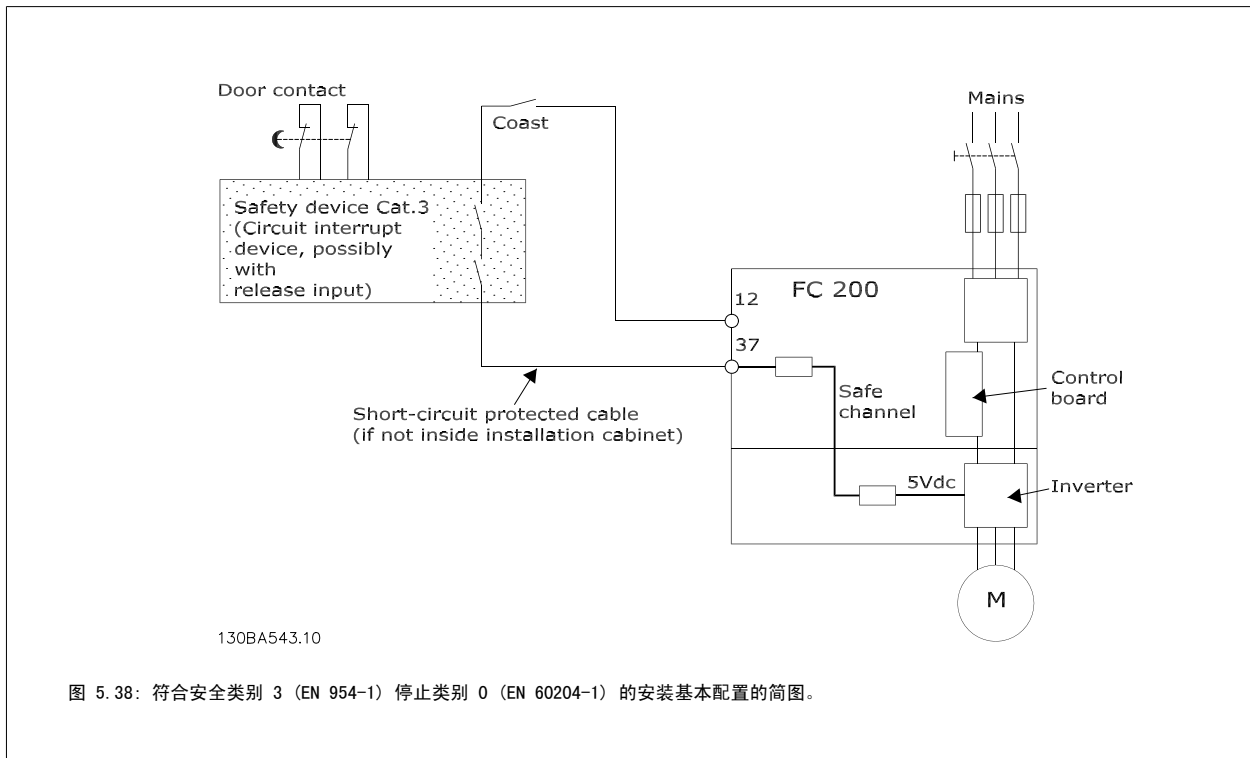 Door contact
Coast
Mains
Safety device Cat.3
(Circuit interrupt
device, possibly
with
release input)
FC 200
12
37
Safe
channel
Control
board
Short-circuit protected cable
(if not inside installation cabinet)
5Vdc
Inverter
M
130BA543.10
图 5.38: 符合安全类别 3 (EN 954-1) 停止类别 0 (EN 60204-1) 的安装基本配置的简图。